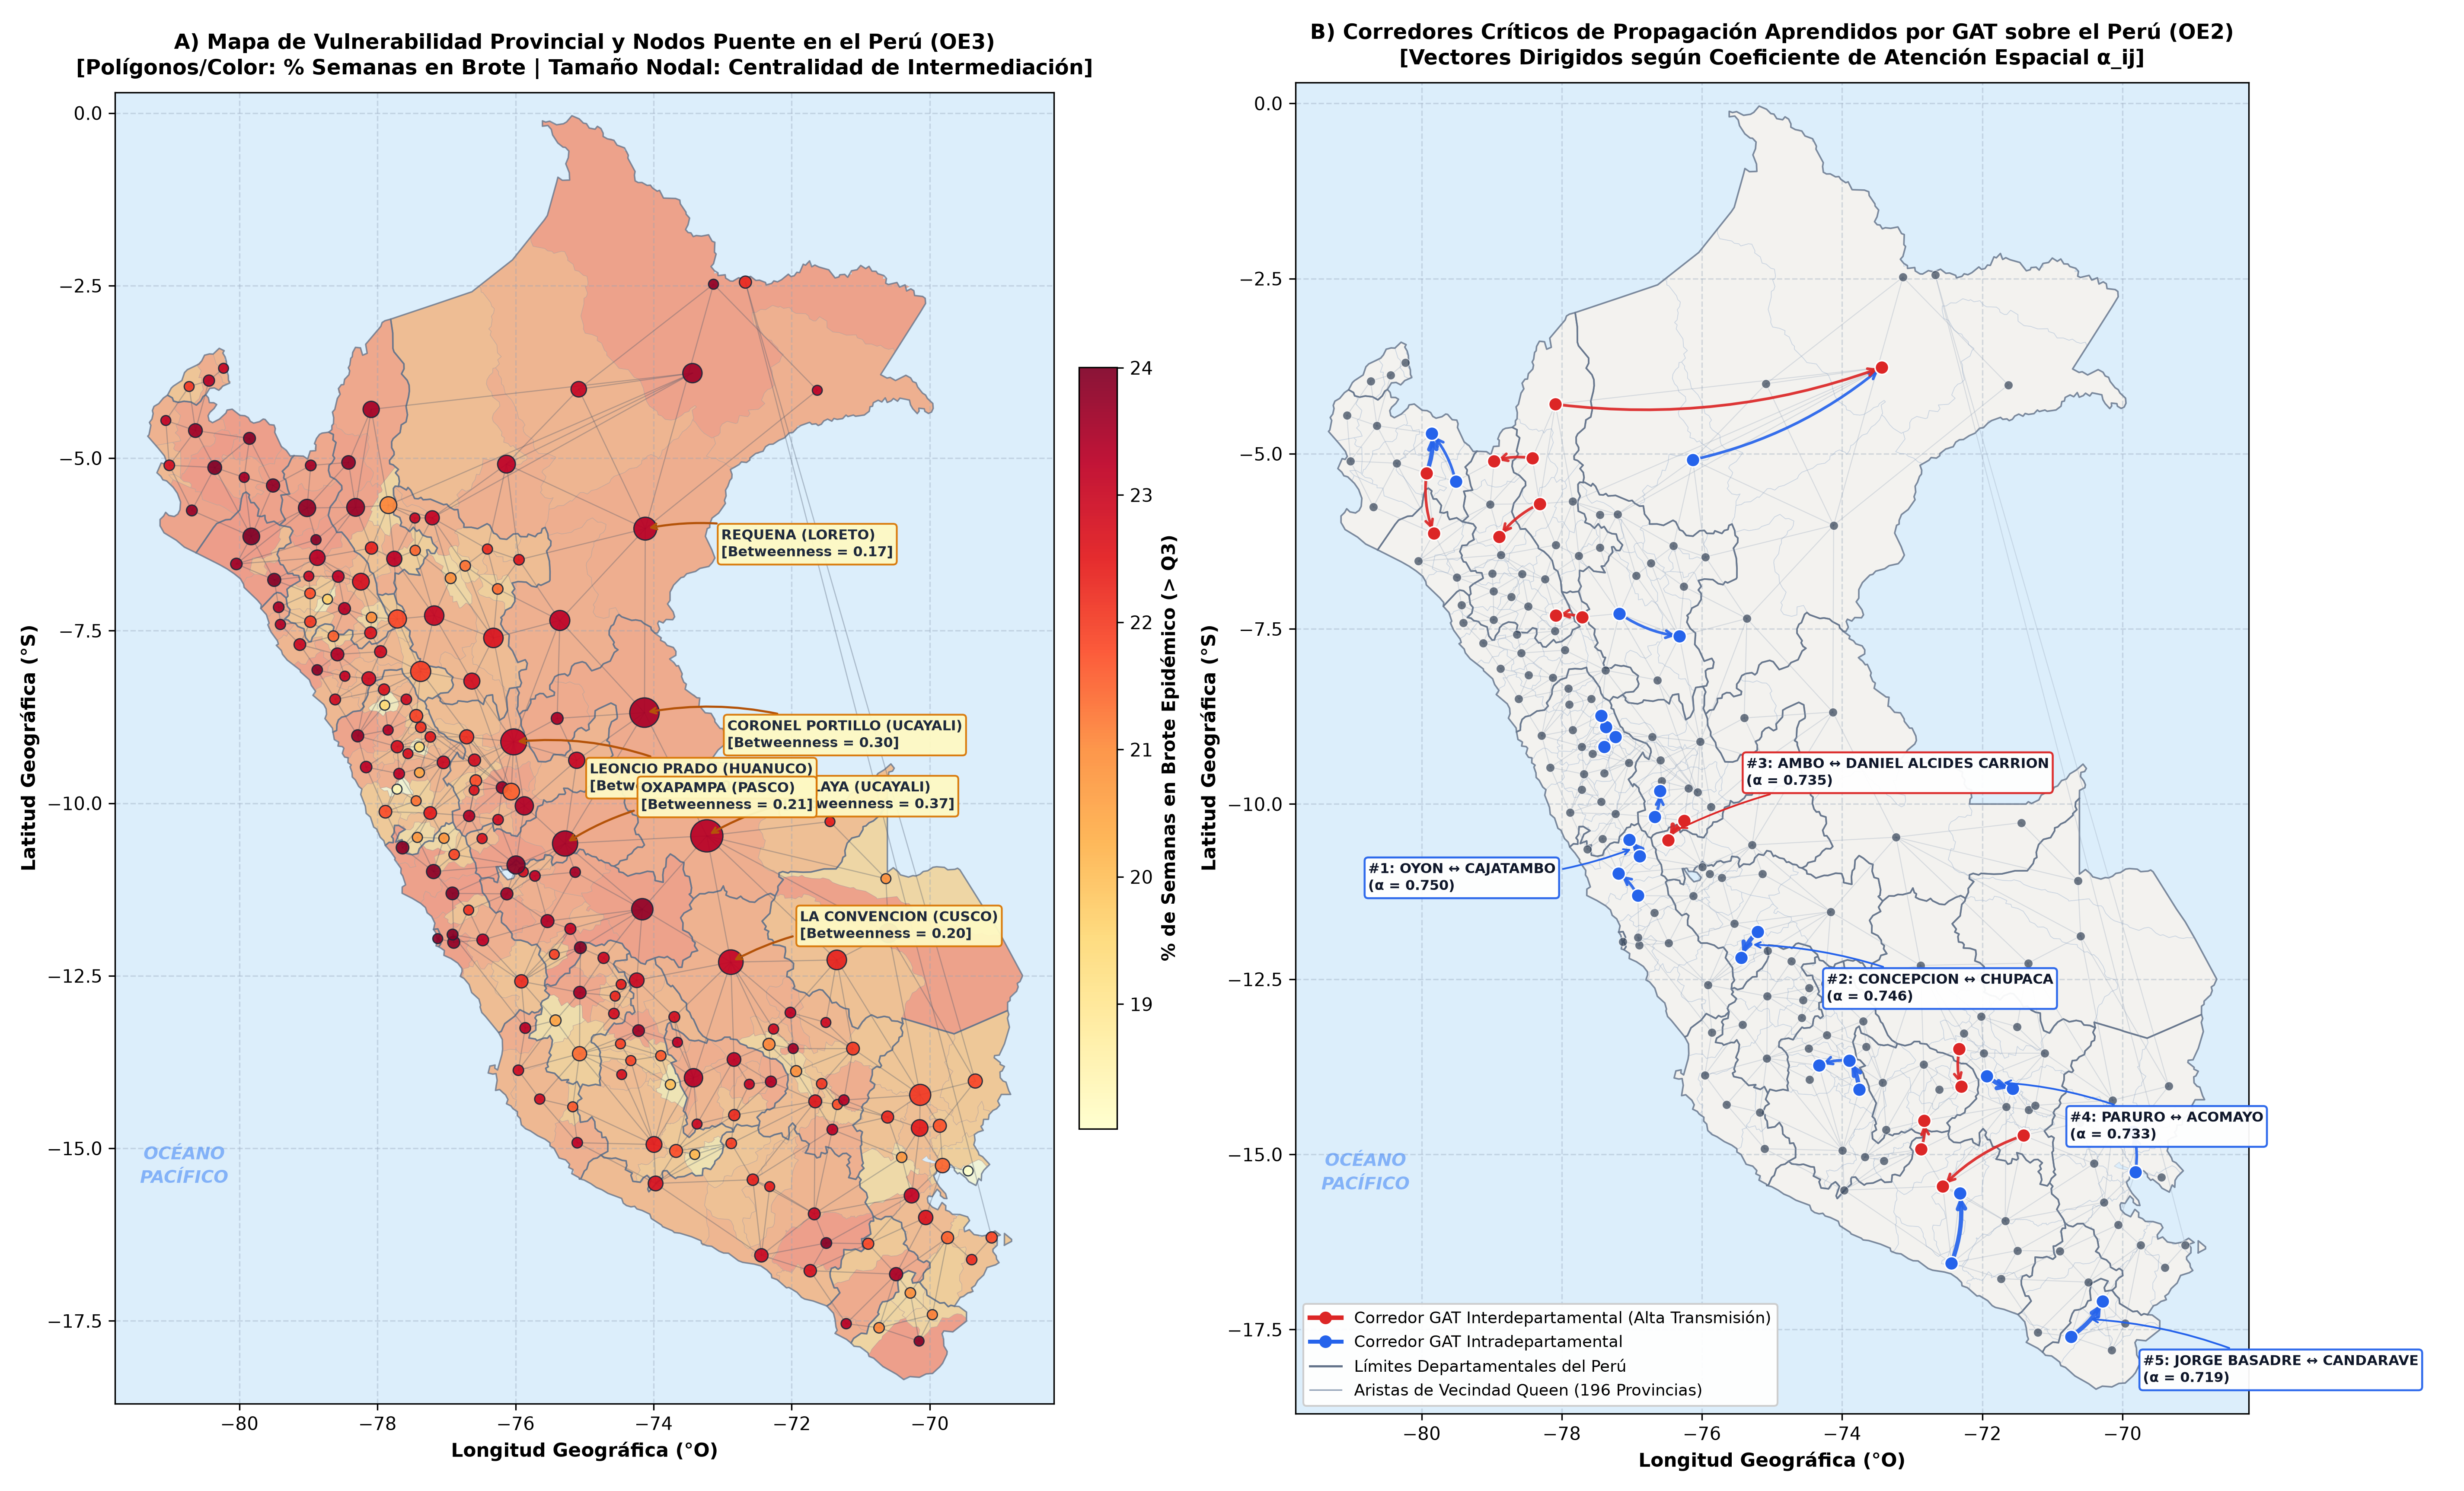 A) Mapa de Vulnerabilidad Provincial y Nodos Puente en el Perú (OE3)
[Polígonos/Color: % Semanas en Brote | Tamaño Nodal: Centralidad de Intermediación]
0.0
−2.5
−5.0
−7.5
−10.0
−12.5
−15.0
−17.5
Latitud Geográfica (°S)
−80
−78
−76
−74
−72
−70
Longitud Geográfica (°O)
REQUENA (LORETO)
[Betweenness = 0.17]
CORONEL PORTILLO (UCAYALI)
[Betweenness = 0.30]
LEONCIO PRADO (HUANUCO)
[Betw
OXAPAMPA (PASCO)
[Betweenness = 0.21]
LAYA (UCAYALI)
weenness = 0.37]
LA CONVENCION (CUSCO)
[Betweenness = 0.20]
OCÉANO
PACÍFICO
24
23
22
21
20
19
% de Semanas en Brote Epidémico (> Q3)
B) Corredores Críticos de Propagación Aprendidos por GAT sobre el Perú (OE2)
[Vectores Dirigidos según Coeficiente de Atención Espacial α_ij]
0.0
−2.5
−5.0
−7.5
−10.0
−12.5
−15.0
−17.5
Latitud Geográfica (°S)
−80
−78
−76
−74
−72
−70
Longitud Geográfica (°O)
#3: AMBO ↔ DANIEL ALCIDES CARRION
(α = 0.735)
#1: OYON ↔ CAJATAMBO
(α = 0.750)
#2: CONCEPCION ↔ CHUPACA
(α = 0.746)
#4: PARURO ↔ ACOMAYO
(α = 0.733)
#5: JORGE BASADRE ↔ CANDARAVE
(α = 0.719)
OCÉANO
PACÍFICO
Corredor GAT Interdepartamental (Alta Transmisión)
Corredor GAT Intradepartamental
Límites Departamentales del Perú
Aristas de Vecindad Queen (196 Provincias)